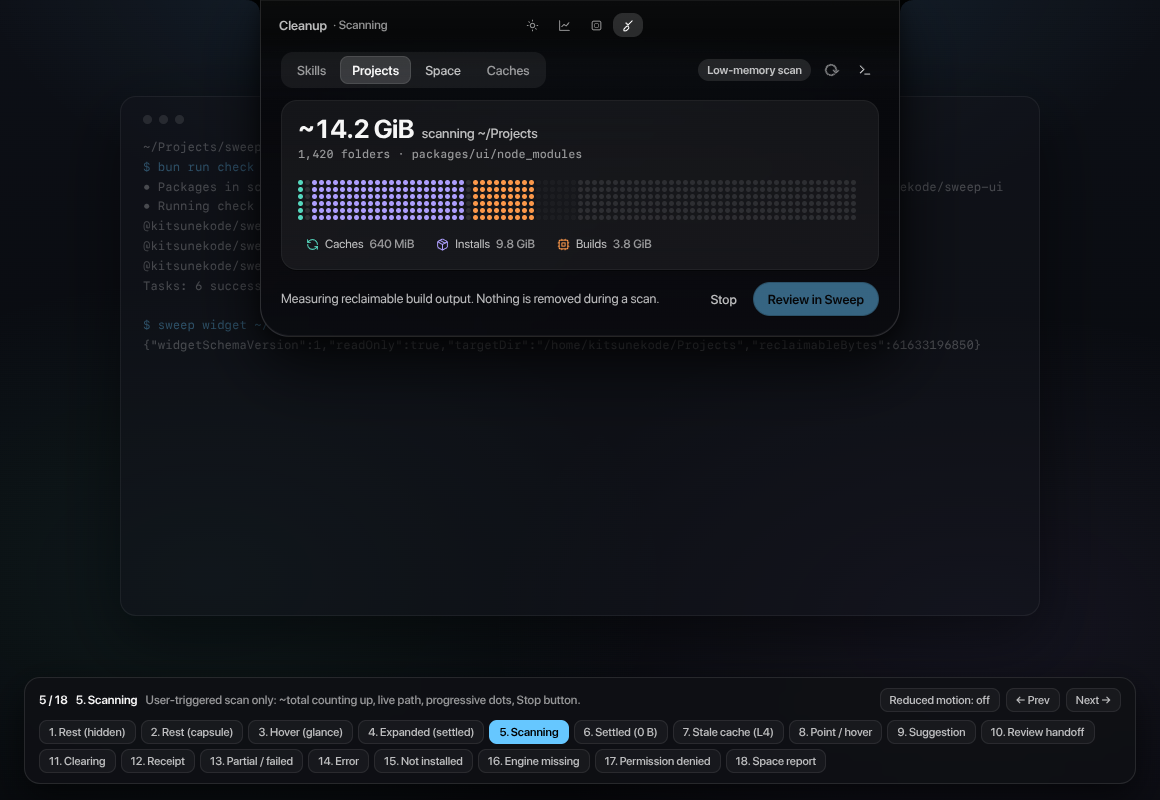 Cleanup · Scanning
Skills Projects Space Caches Low-memory scan
~14.2 GiB scanning ~/Projects
1,420 folders · packages/ui/node_modules
Caches 640 MiB Installs 9.8 GiB Builds 3.8 GiB
Measuring reclaimable build output. Nothing is removed during a scan. Stop Review in Sweep
~/Projects/sweep
$ bun run check
• Packages in sc ekode/sweep-ui
• Running check
@kitsunekode/swe
@kitsunekode/swe
@kitsunekode/swe
Tasks: 6 success
$ sweep widget ~/
{"widgetSchemaVersion":1,"readOnly":true,"targetDir":"/home/kitsunekode/Projects","reclaimableBytes":61633196850}
5 / 18 5. Scanning User-triggered scan only: ~total counting up, live path, progressive dots, Stop button. Reduced motion: off ← Prev Next →
1. Rest (hidden) 2. Rest (capsule) 3. Hover (glance) 4. Expanded (settled) 5. Scanning 6. Settled (0 B) 7. Stale cache (L4) 8. Point / hover 9. Suggestion 10. Review handoff
11. Clearing 12. Receipt 13. Partial / failed 14. Error 15. Not installed 16. Engine missing 17. Permission denied 18. Space report